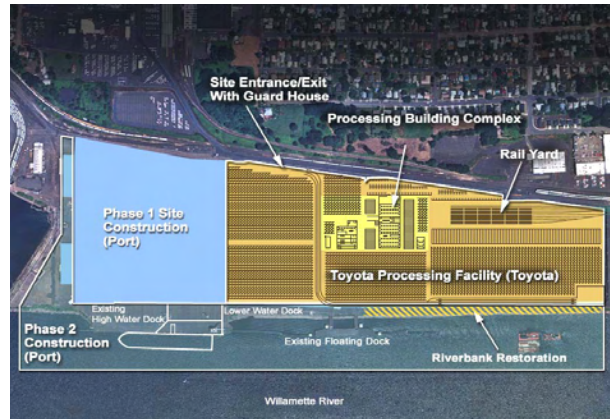 Site Entrance/Exit
With Guard House
Processing Building Complex
Rail Yard
Phase 1 Site
Construction
(Port)
Toyota Processing Facility (Toyota)
Existing
High Water Dock
Lower Water Dock
Phase 2
Construction
(Port)
Existing Floating Dock
Riverbank Restoration
Willamette River